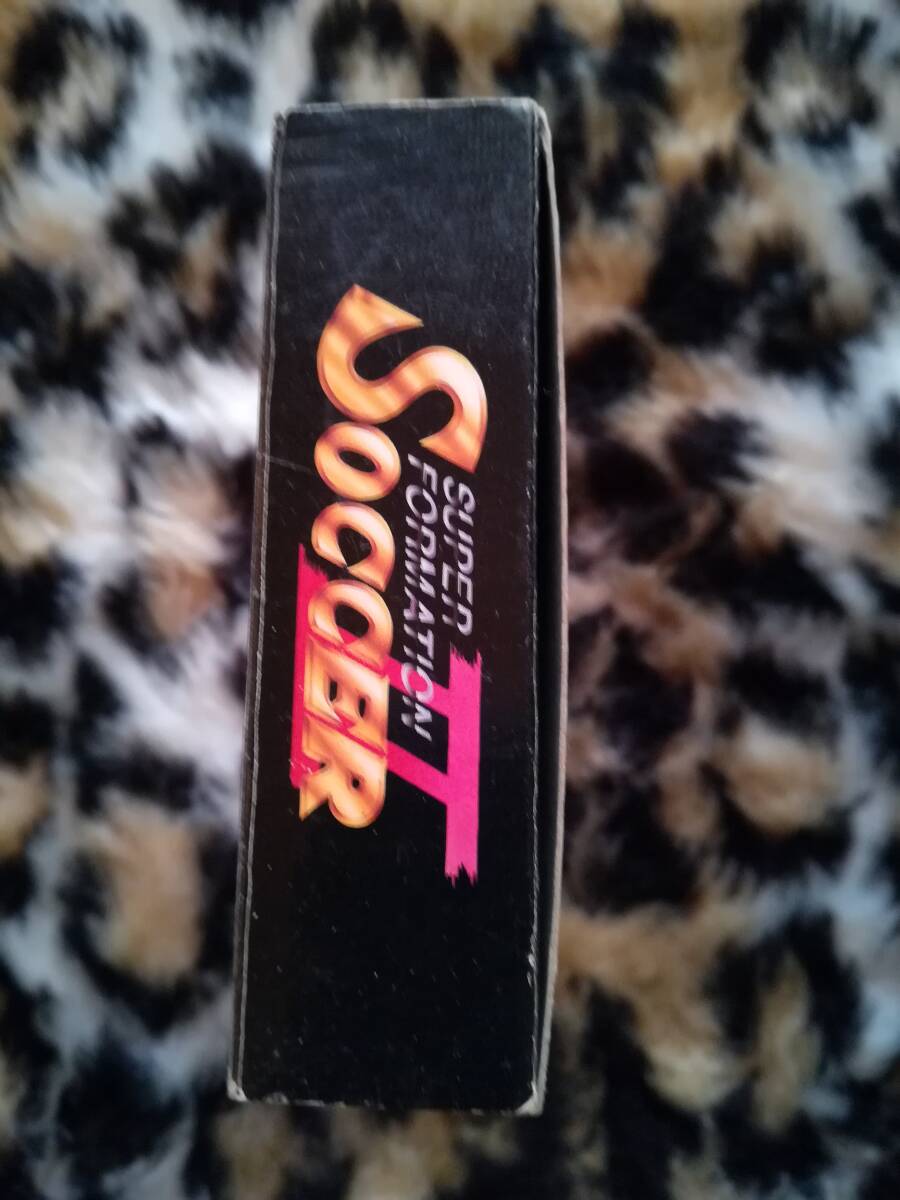 SUPER
FORMATION
SOCCER
II